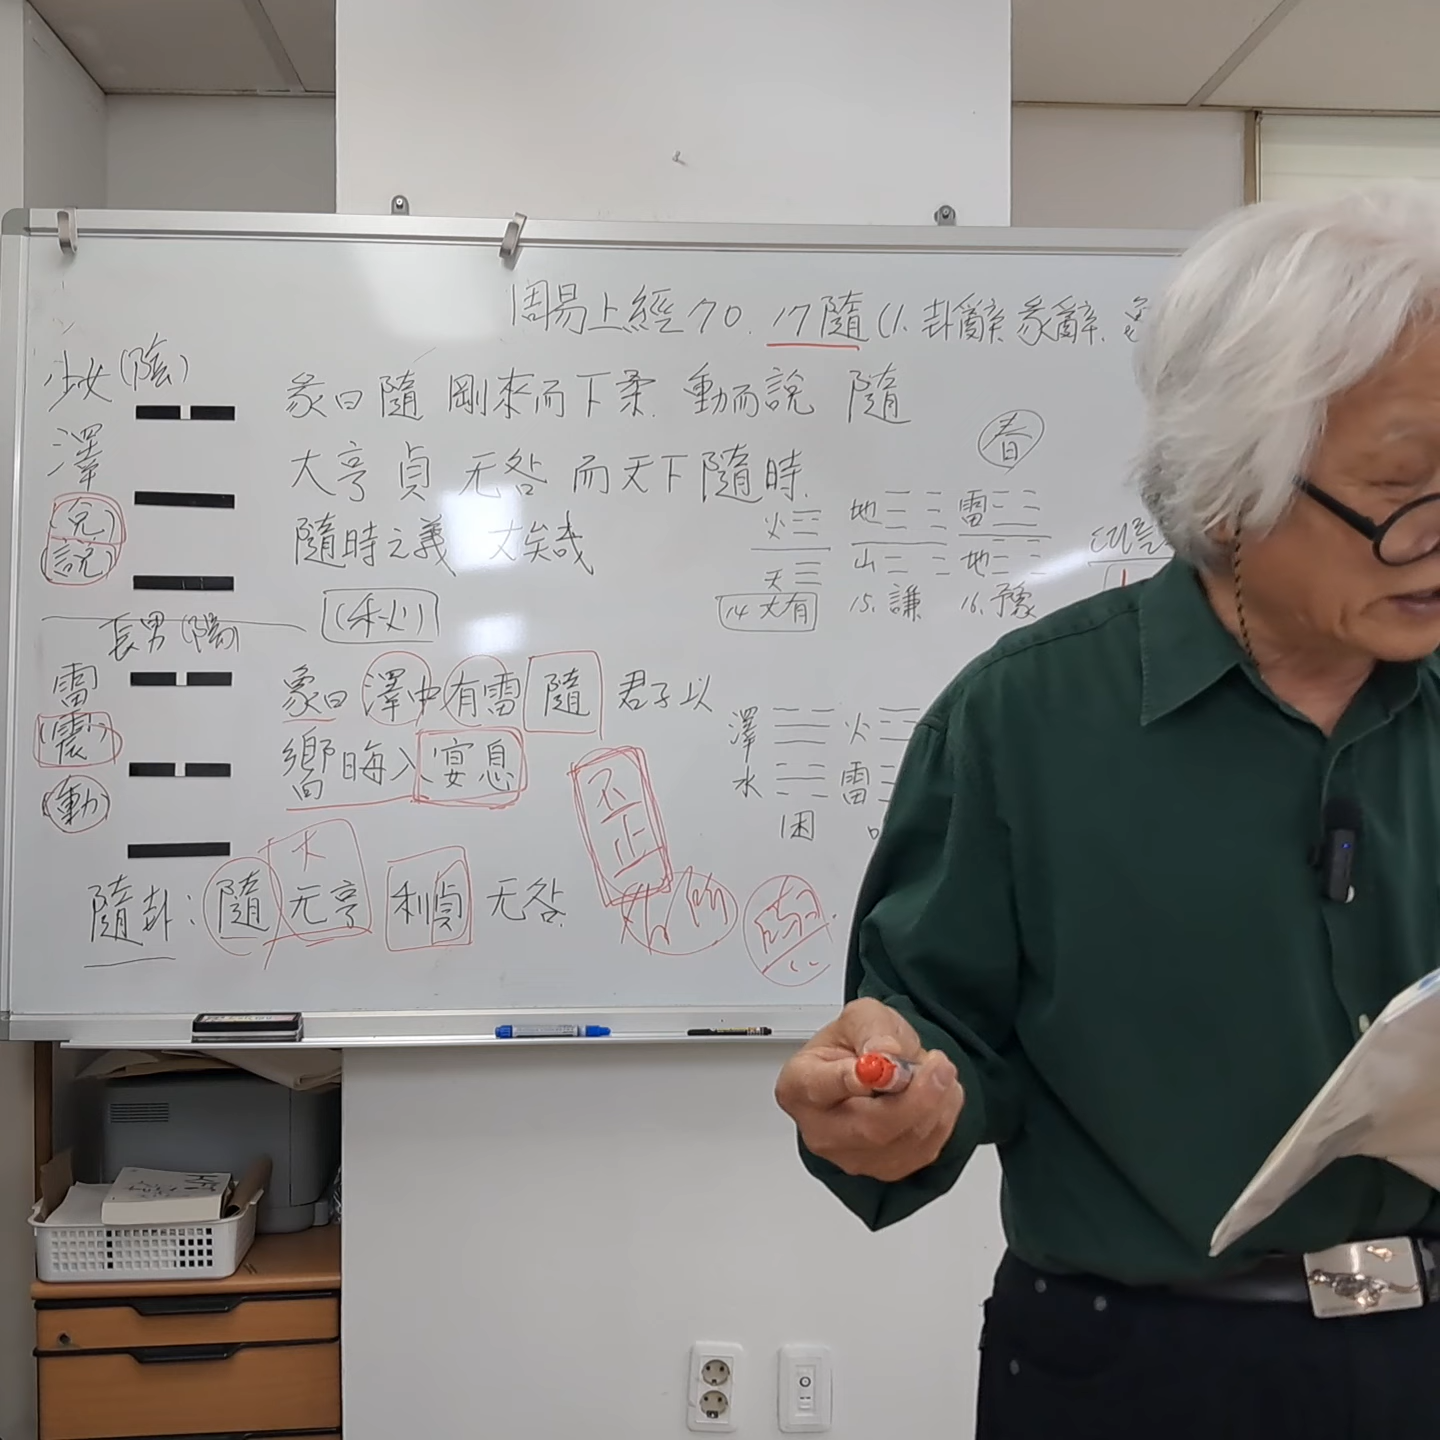 周易上經 70. 17隨 (1. 卦辭. 彖辭.
少女 (陰)
澤
(兌)
(說)
長男 (陽)
雷
(震)
動
彖曰 隨 剛來而下柔. 動而說 隨
大亨 貞 无咎 而天下隨時.
隨時之義 大矣哉
(秋)
象曰 澤中有雷 隨 君子以
嚮晦入宴息
隨卦: 隨 元亨 利貞 无咎.
大
不正
春
火 天 14 大有
地 山 15. 謙
雷 地 16. 豫
澤 水 困
火 雷